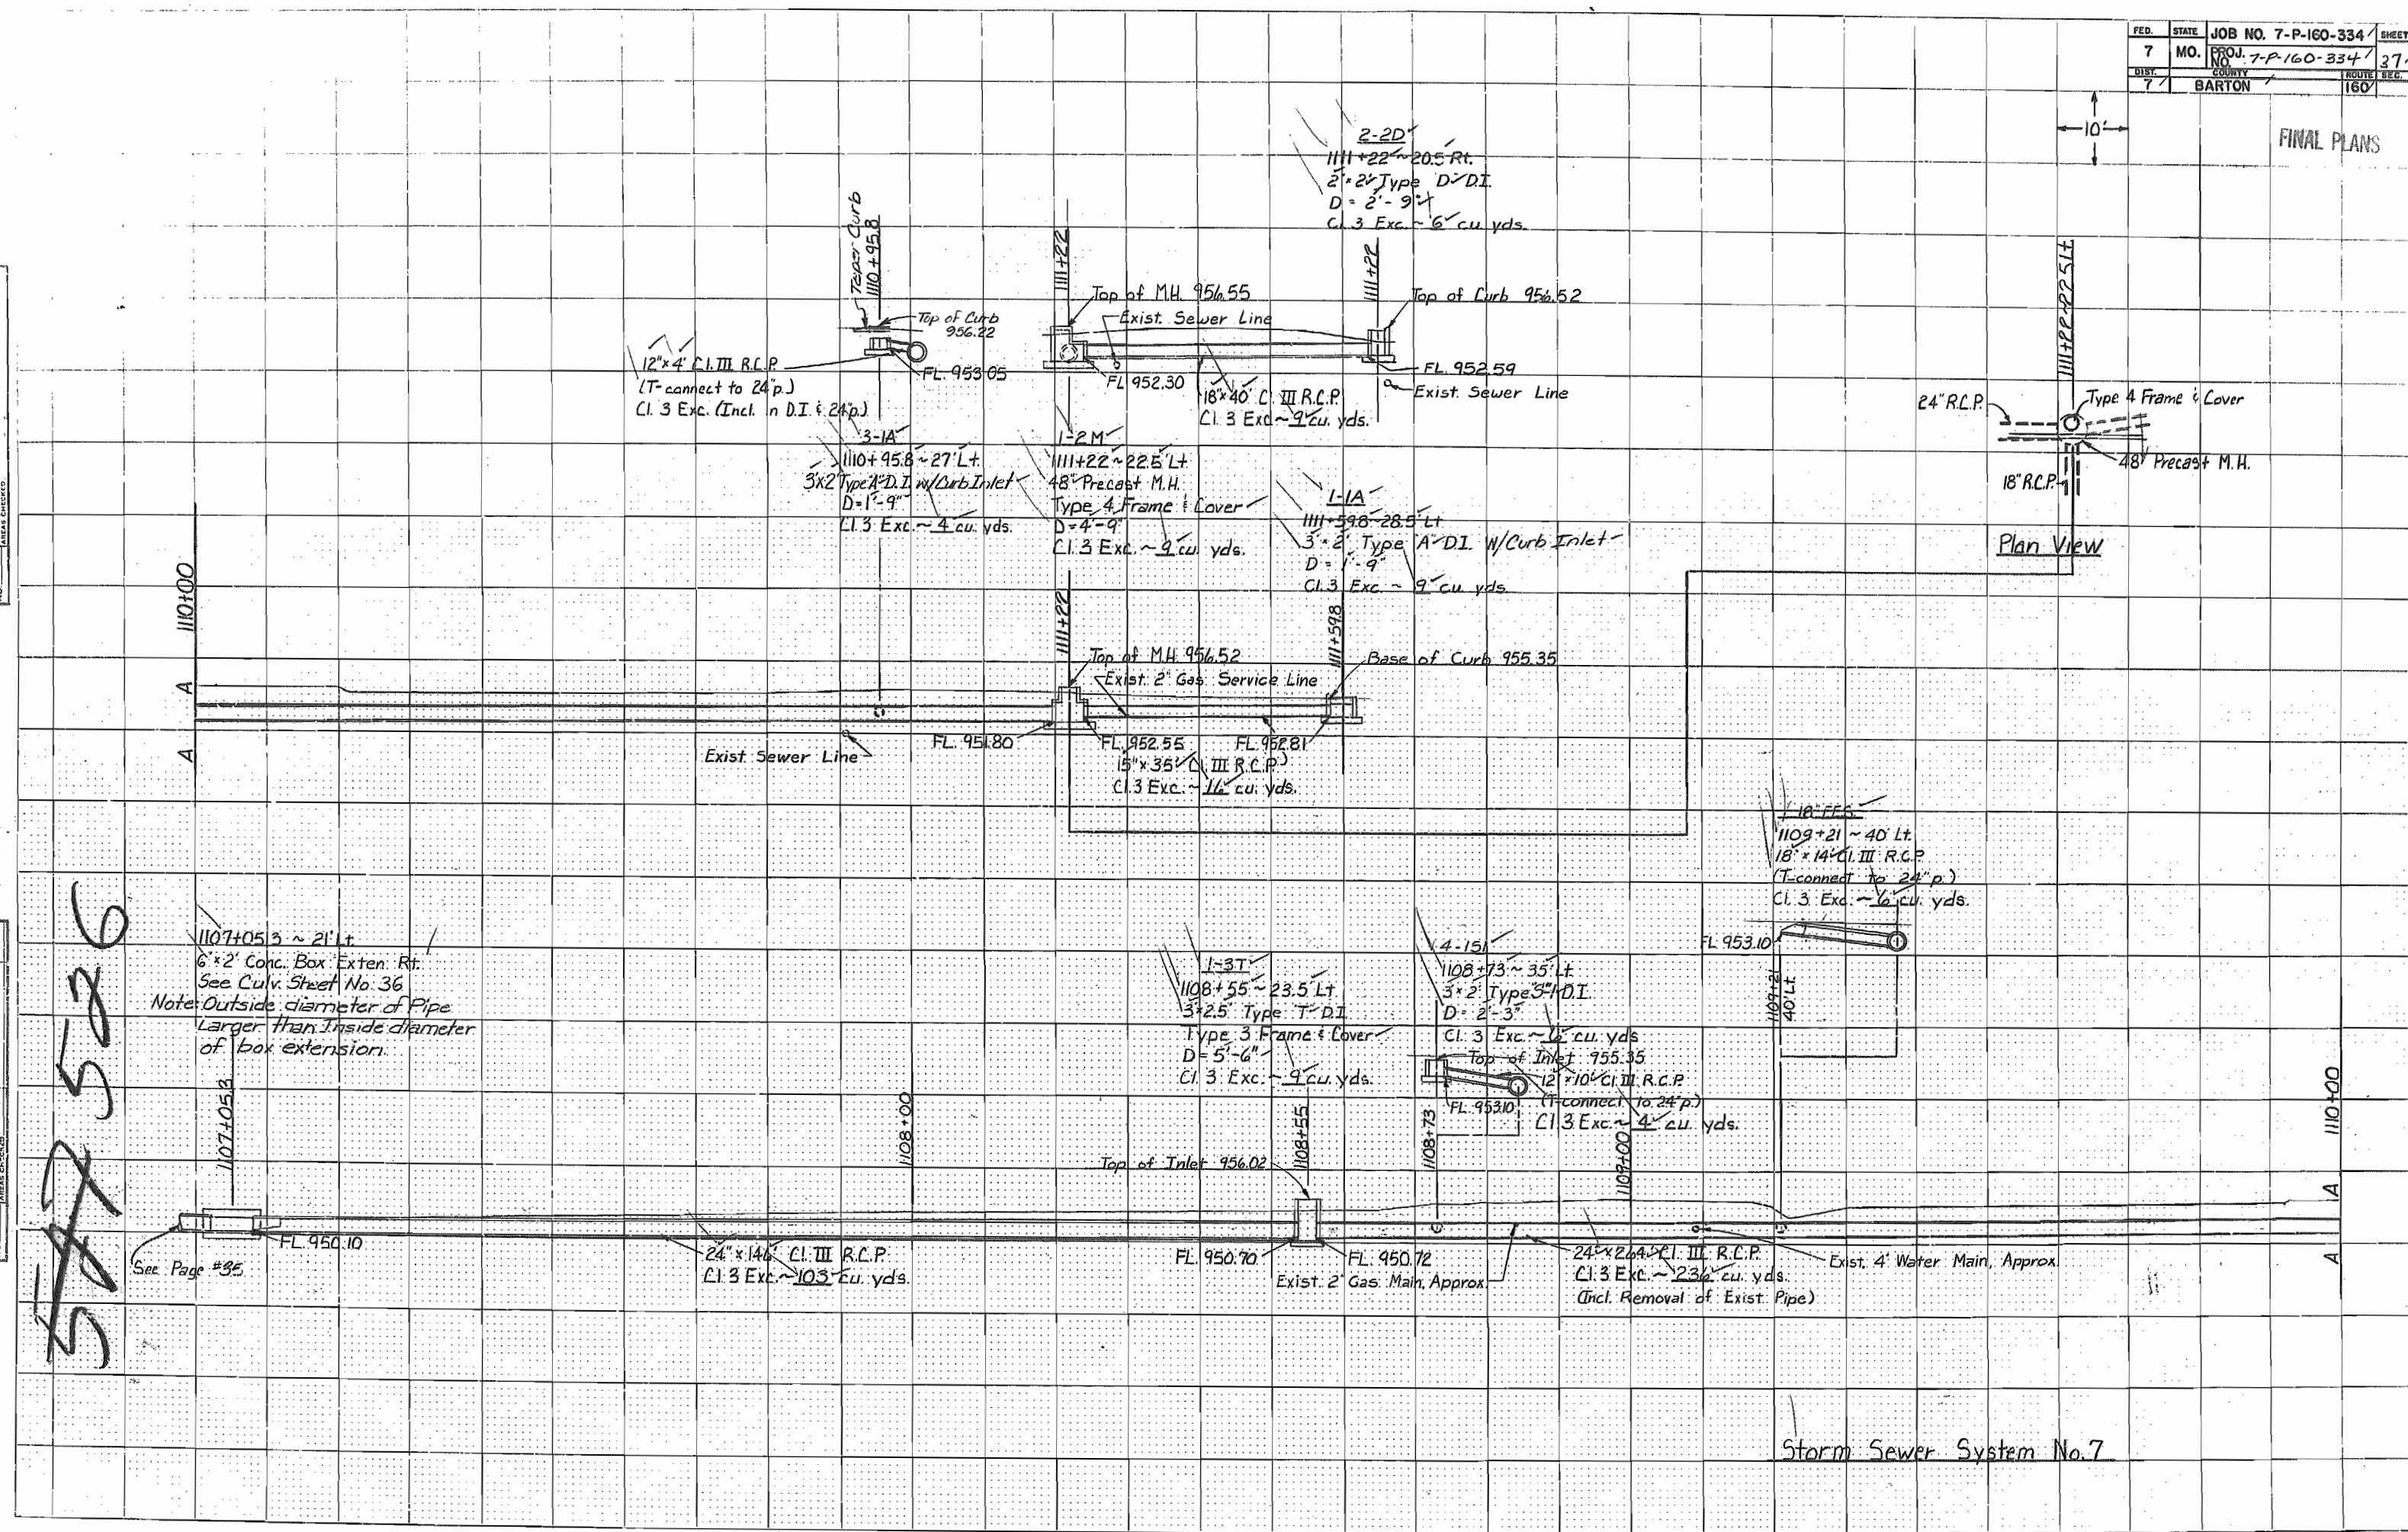 FED. STATE JOB NO. 7-P-160-334 SHEET
7 MO. PROJ. NO. 7-P-160-334 37
DIST. COUNTY ROUTE SEC.
7 BARTON 160
10'
FINAL PLANS
2-2D
1111+22 ~ 20.5 Rt.
2' × 2' Type D D.I.
D = 2'-9"
Cl. 3 Exc. ~ 6 cu. yds.
Taper Curb
1110+95.8
1111+22
1111+22
1111+22-22.5 Lt
Top of Curb
956.22
Top of M.H. 956.55
Exist. Sewer Line
Top of Curb 956.52
12" × 4' Cl. III R.C.P.
(T-connect to 24"p.)
Cl. 3 Exc. (Incl. in D.I. & 24"p.)
FL. 953.05
FL. 952.30
18" × 40' Cl. III R.C.P.
Cl. 3 Exc ~ 9 cu. yds.
FL. 952.59
Exist Sewer Line
24" R.C.P.
Type 4 Frame & Cover
48" Precast M.H.
18" R.C.P.
Plan View
3-1A
1110+95.8 ~ 27' Lt.
3'x2' Type A D.I. w/Curb Inlet
D=1'-9"
Cl. 3 Exc. ~ 4 cu. yds.
1-2M
1111+22 ~ 22.5' Lt.
48" Precast M.H.
Type 4 Frame & Cover
D=4'-9"
Cl. 3 Exc. ~ 9 cu. yds.
1-1A
1111+59.8 ~ 28.5' Lt
3' × 2' Type A D.I. W/Curb Inlet
D = 1'-9"
Cl. 3 Exc. ~ 9 cu. yds.
1110+00
1111+22
1111+59.8
A
A
Top of M.H. 956.52
Exist. 2" Gas Service Line
Base of Curb 955.35
Exist Sewer Line
FL. 951.80
FL. 952.55
FL. 952.81
15" × 35' Cl. III R.C.P.
Cl. 3 Exc. ~ 16 cu. yds.
18" F.E.S.
1109+21 ~ 40' Lt.
18" × 14' Cl. III R.C.P.
(T-connect to 24"p.)
Cl. 3 Exc. ~ 6 cu. yds.
FL 953.10
1109+21
40' Lt.
526
1107+05.3 ~ 21' Lt
6' × 2' Conc. Box Exten. Rt.
See Culv. Sheet No. 36
Note: Outside diameter of Pipe
Larger than Inside diameter
of box extension.
1-3T
1108+55 ~ 23.5' Lt
3' × 2.5' Type T D.I.
Type 3 Frame & Cover
D = 5'-6"
Cl. 3 Exc. ~ 9 cu. yds.
4-1S1
1108+73 ~ 35' Lt
3' × 2' Type S-1 D.I.
D = 2'-3"
Cl. 3 Exc. ~ 6 cu. yds
Top of Inlet 955.35
12" × 10' Cl. III R.C.P.
(T-connect to 24"p.)
Cl 3 Exc. ~ 4 cu. yds.
FL. 953.10
1107+05.3
1108+00
1108+55
1108+73
1109+00
1110+00
Top of Inlet 956.02
A
A
See Page #35
FL. 950.10
24" × 146' Cl. III R.C.P.
Cl. 3 Exc. ~ 103 cu. yds.
FL. 950.70
FL. 950.72
Exist. 2" Gas Main, Approx
24" × 264' Cl. III R.C.P.
Cl. 3 Exc. ~ 236 cu. yds.
(Incl. Removal of Exist Pipe)
Exist. 4" Water Main, Approx
Storm Sewer System No. 7